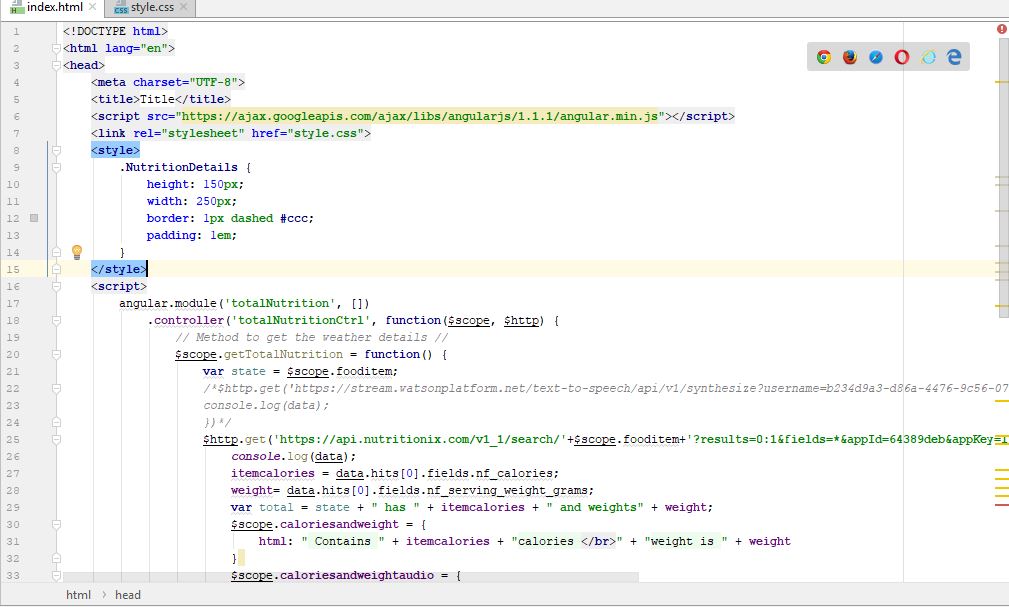 index.html style.css
1 <!DOCTYPE html>
2 <html lang="en">
3 <head>
4 <meta charset="UTF-8">
5 <title>Title</title>
6 <script src="https://ajax.googleapis.com/ajax/libs/angularjs/1.1.1/angular.min.js"></script>
7 <link rel="stylesheet" href="style.css">
8 <style>
9 .NutritionDetails {
10 height: 150px;
11 width: 250px;
12 border: 1px dashed #ccc;
13 padding: 1em;
14 }
15 </style>
16 <script>
17 angular.module('totalNutrition', [])
18 .controller('totalNutritionCtrl', function($scope, $http) {
19 // Method to get the weather details //
20 $scope.getTotalNutrition = function() {
21 var state = $scope.fooditem;
22 /*$http.get('https://stream.watsonplatform.net/text-to-speech/api/v1/synthesize?username=b234d9a3-d86a-4476-9c56-07
23 console.log(data);
24 })*/
25 $http.get('https://api.nutritionix.com/v1_1/search/'+$scope.fooditem+'?results=0:1&fields=*&appId=64389deb&appKey=
26 console.log(data);
27 itemcalories = data.hits[0].fields.nf_calories;
28 weight= data.hits[0].fields.nf_serving_weight_grams;
29 var total = state + " has " + itemcalories + " and weights" + weight;
30 $scope.caloriesandweight = {
31 html: " Contains " + itemcalories + "calories </br>" + "weight is " + weight
32 }
33 $scope.caloriesandweightaudio = {
html › head